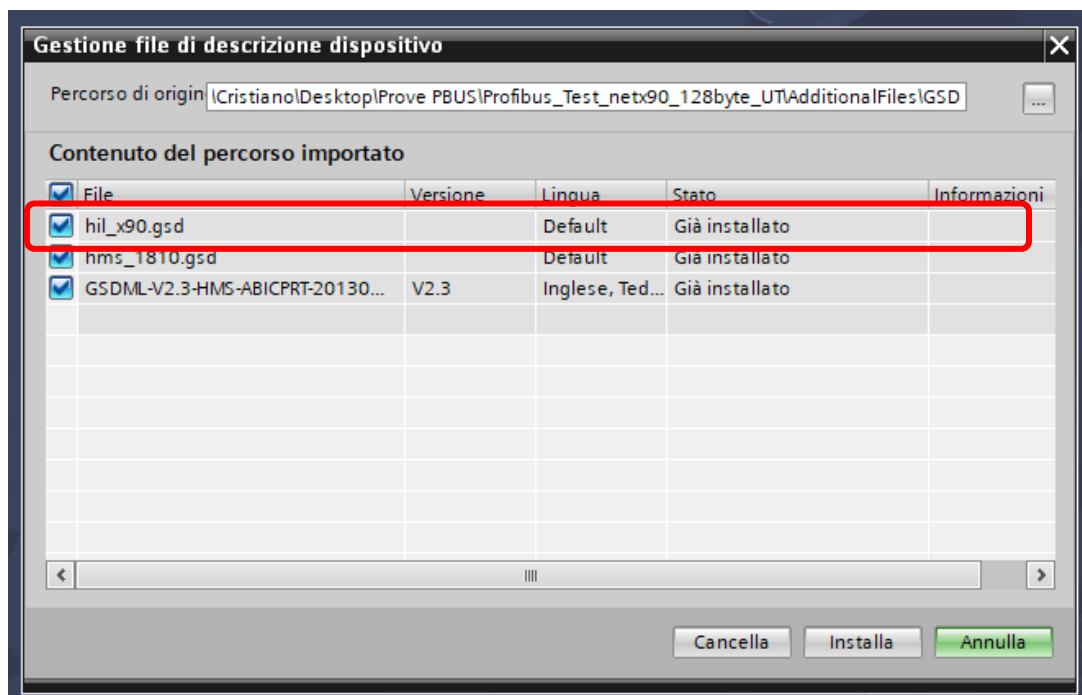 Gestione file di descrizione dispositivo
Percorso di origin \Cristiano\Desktop\Prove PBUS\Profibus_Test_netx90_128byte_UT\AdditionalFiles\GSD ...
Contenuto del percorso importato
File Versione Lingua Stato Informazioni
hil_x90.gsd Default Già installato
hms_1810.gsd Default Già installato
GSDML-V2.3-HMS-ABICPRT-20130... V2.3 Inglese, Ted... Già installato
Cancella Installa Annulla